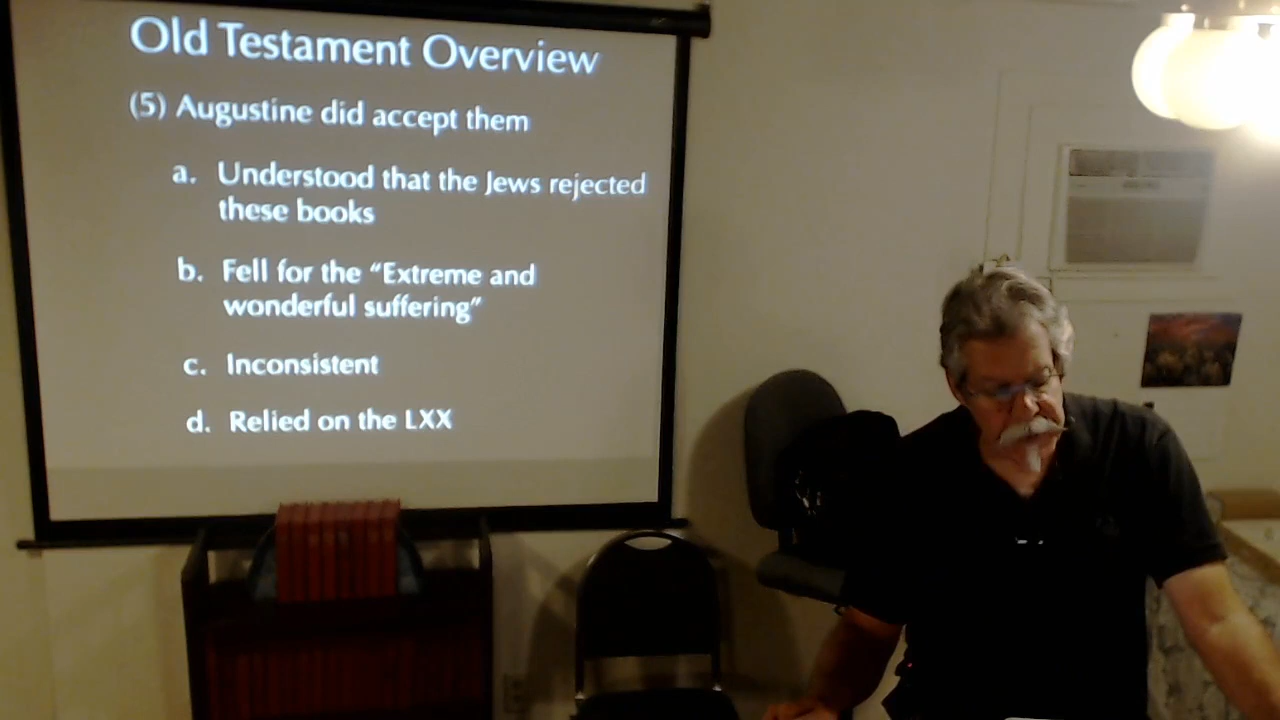 Old Testament Overview
(5) Augustine did accept them
a. Understood that the Jews rejected
these books
b. Fell for the “Extreme and
wonderful suffering”
c. Inconsistent
d. Relied on the LXX